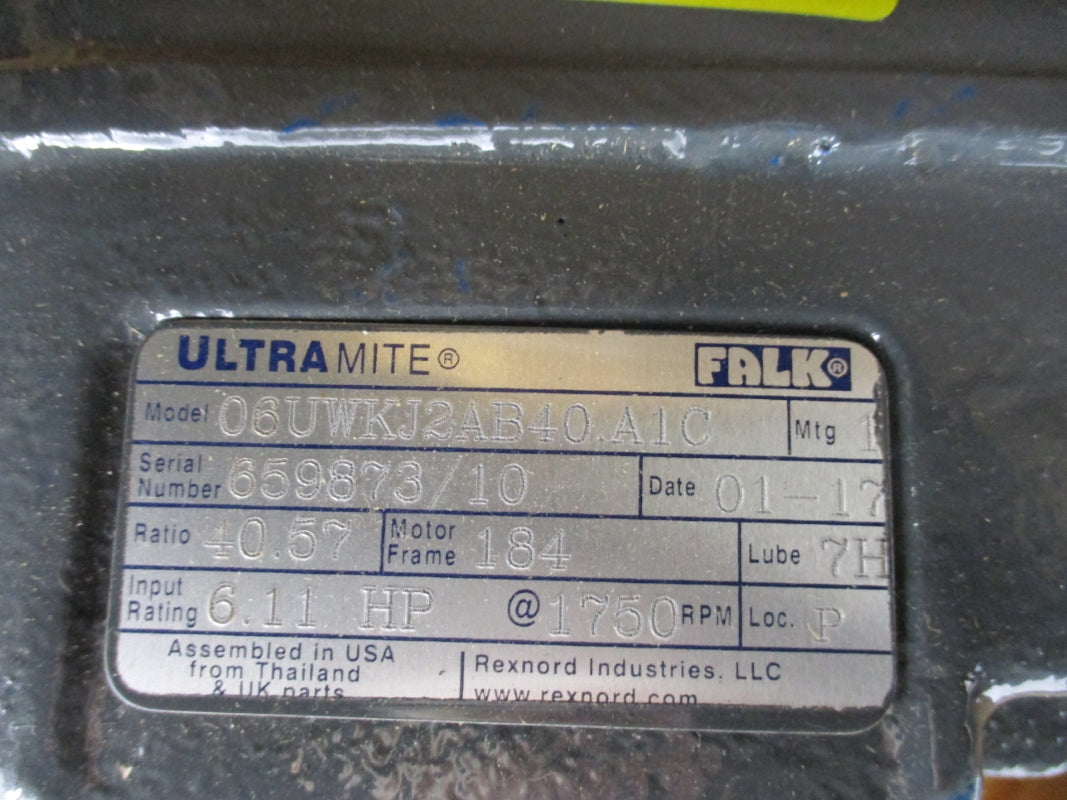 ULTRAMITE® FALK®
Model 06UWKJ2AB40.A1C Mtg 1
Serial Number 659873/10 Date 01-17
Ratio 40.57 Motor Frame 184 Lube 7H
Input Rating 6.11 HP @ 1750 RPM Loc. P
Assembled in USA
from Thailand
& UK parts
Rexnord Industries, LLC
www.rexnord.com